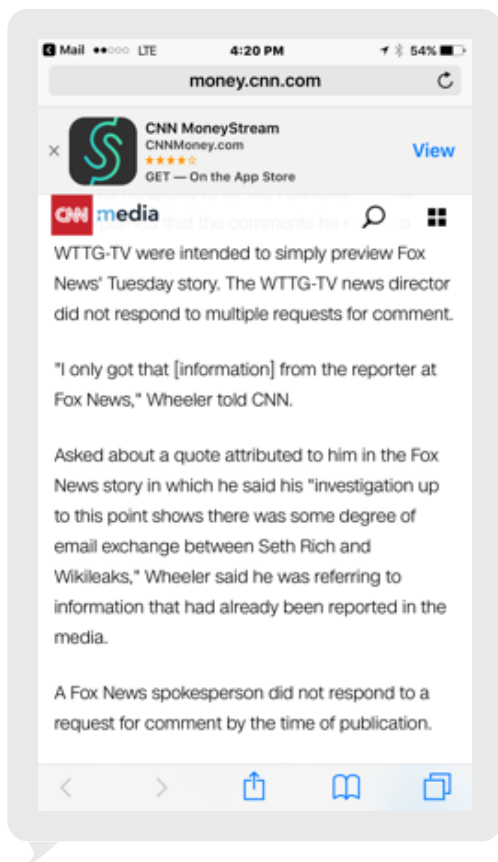 Mail LTE 4:20 PM 54%
money.cnn.com
CNN MoneyStream
CNNMoney.com
GET — On the App Store
View
CNN media
that the comments he
WTTG-TV were intended to simply preview Fox
News' Tuesday story. The WTTG-TV news director
did not respond to multiple requests for comment.
"I only got that [information] from the reporter at
Fox News," Wheeler told CNN.
Asked about a quote attributed to him in the Fox
News story in which he said his "investigation up
to this point shows there was some degree of
email exchange between Seth Rich and
Wikileaks," Wheeler said he was referring to
information that had already been reported in the
media.
A Fox News spokesperson did not respond to a
request for comment by the time of publication.